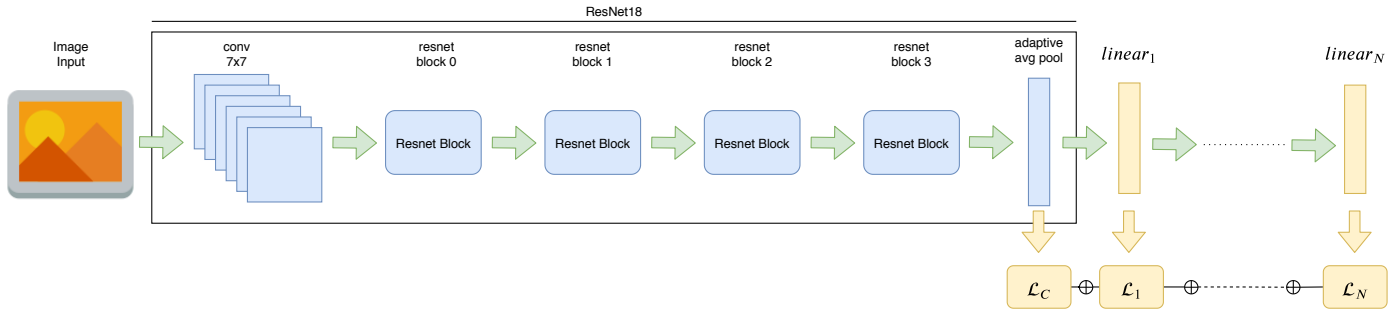 ResNet18
Image
Input
conv
7x7
resnet
block 0
resnet
block 1
resnet
block 2
resnet
block 3
adaptive
avg pool
linear₁
linear_N
Resnet Block
Resnet Block
Resnet Block
Resnet Block
ℒ_C ⊕ ℒ₁ ⊕ ⊕ ℒ_N